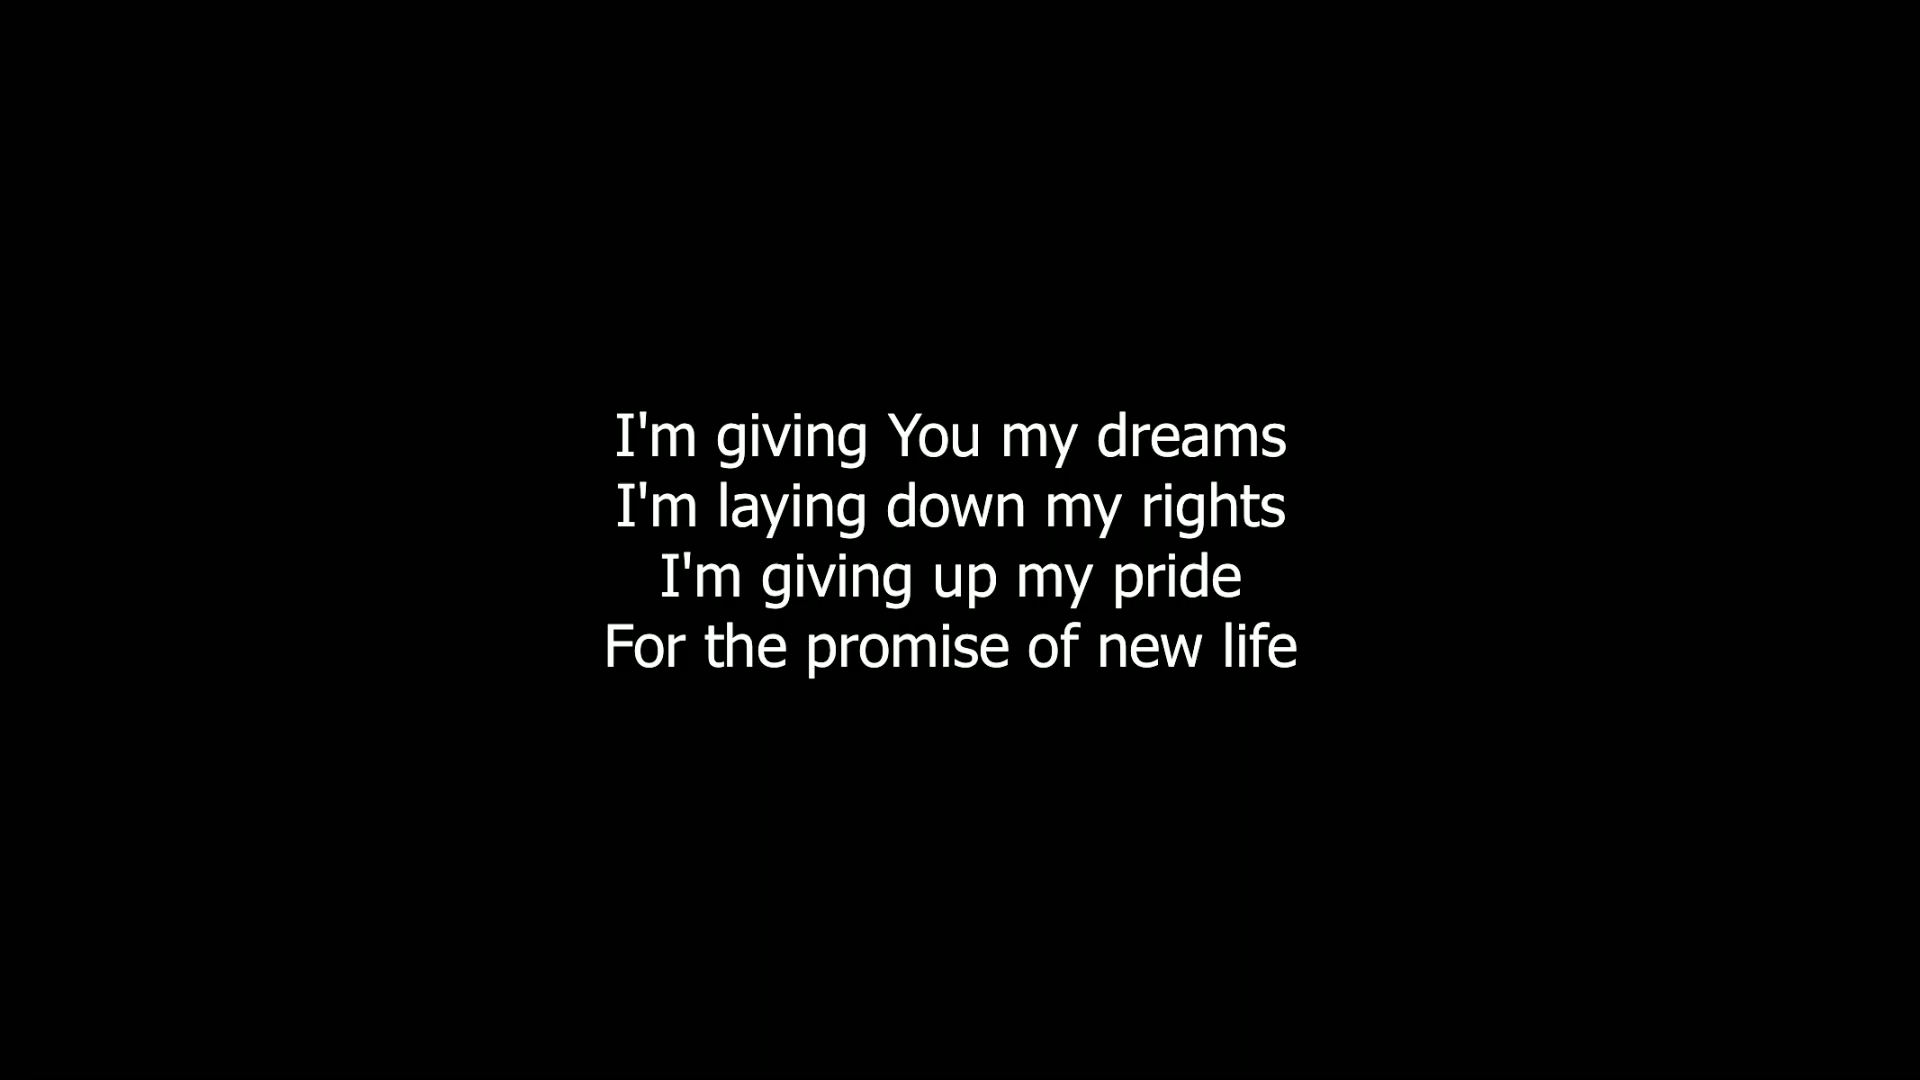 I'm giving You my dreams
I'm laying down my rights
I'm giving up my pride
For the promise of new life